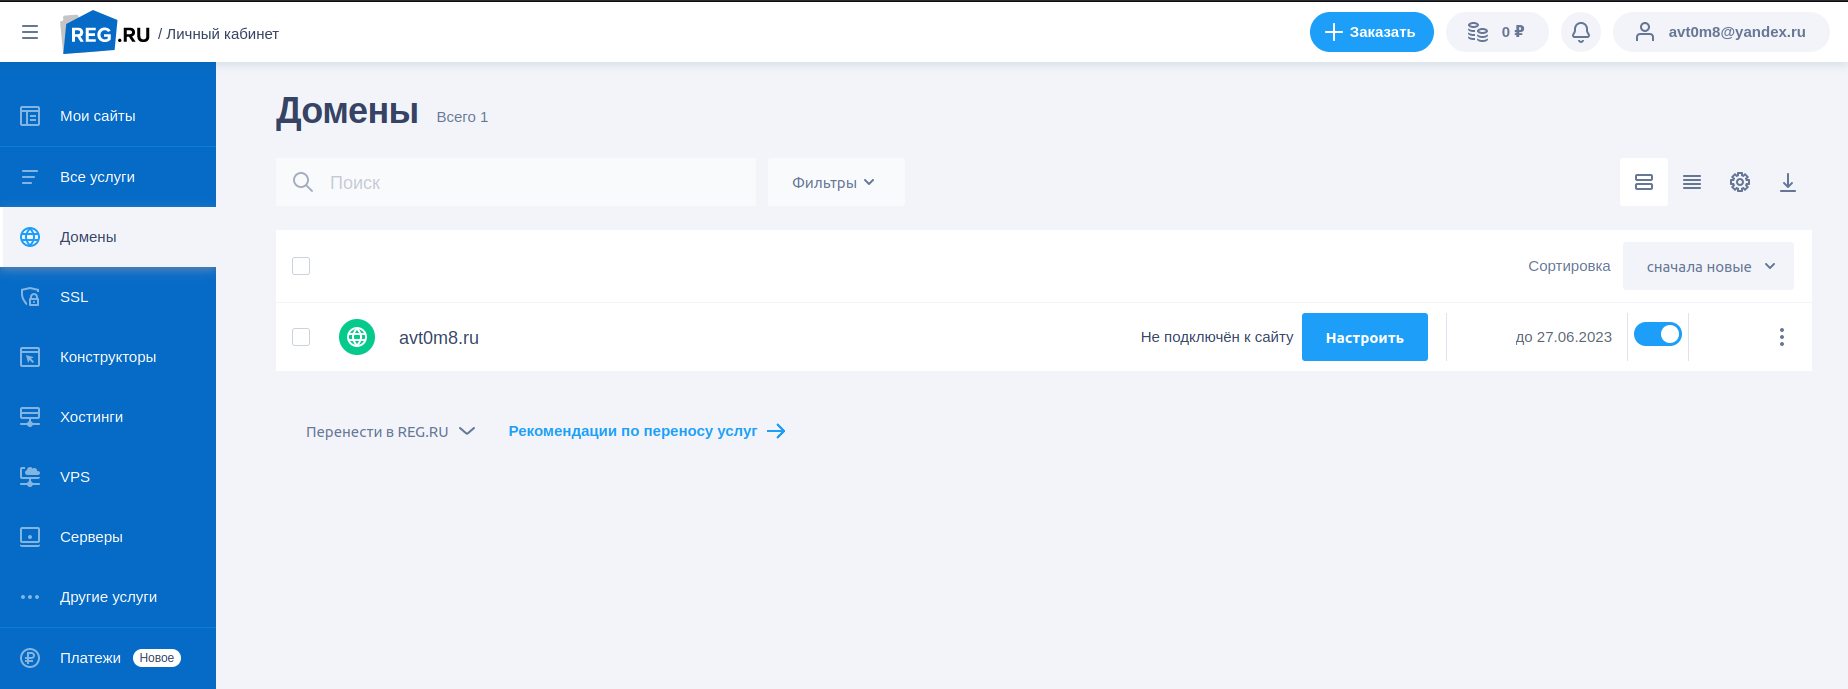 REG.RU / Личный кабинет
Заказать
0 ₽
avt0m8@yandex.ru
Мои сайты
Все услуги
Домены
SSL
Конструкторы
Хостинги
VPS
Серверы
Другие услуги
Платежи Новое
Домены Всего 1
Поиск
Фильтры
Сортировка сначала новые
avt0m8.ru Не подключён к сайту Настроить до 27.06.2023
Перенести в REG.RU Рекомендации по переносу услуг